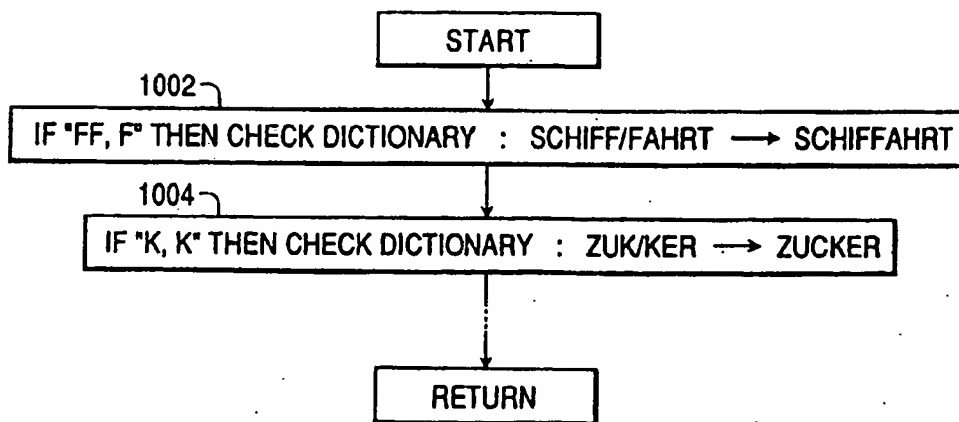 START
1002
IF "FF, F" THEN CHECK DICTIONARY : SCHIFF/FAHRT → SCHIFFAHRT
1004
IF "K, K" THEN CHECK DICTIONARY : ZUK/KER → ZUCKER
RETURN